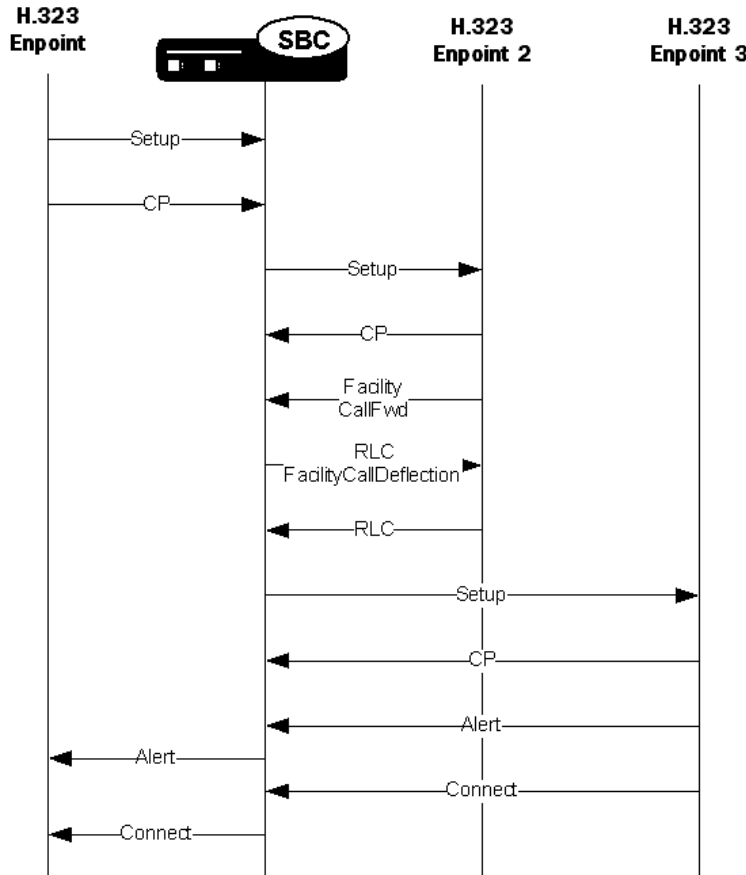 H.323
Enpoint
SBC
H.323
Enpoint 2
H.323
Enpoint 3
Setup
CP
Setup
CP
Facility
CallFwd
RLC
FacilityCallDeflection
RLC
Setup
CP
Alert
Alert
Connect
Connect